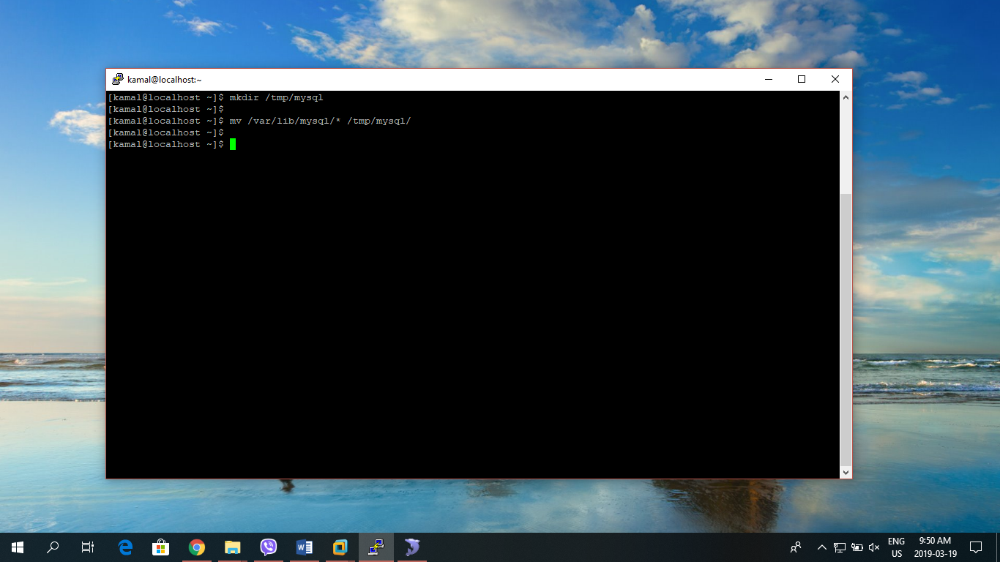 kamal@localhost:~
[kamal@localhost ~]$ mkdir /tmp/mysql
[kamal@localhost ~]$
[kamal@localhost ~]$ mv /var/lib/mysql/* /tmp/mysql/
[kamal@localhost ~]$
[kamal@localhost ~]$
ENG
US
9:50 AM
2019-03-19